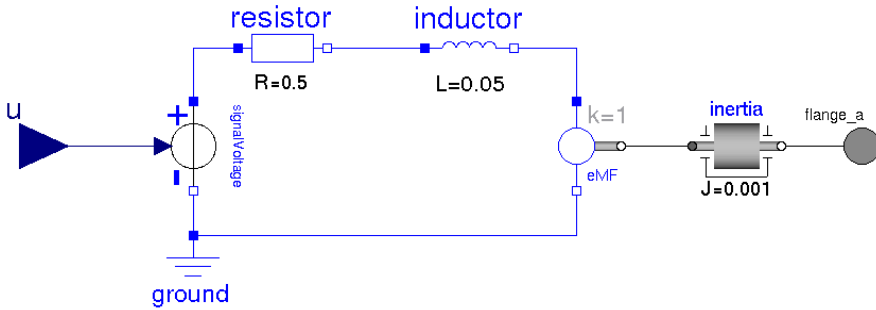 resistor
inductor
R=0.5
L=0.05
u
+
signalVoltage
-
k=1
eMF
inertia
J=0.001
flange_a
ground